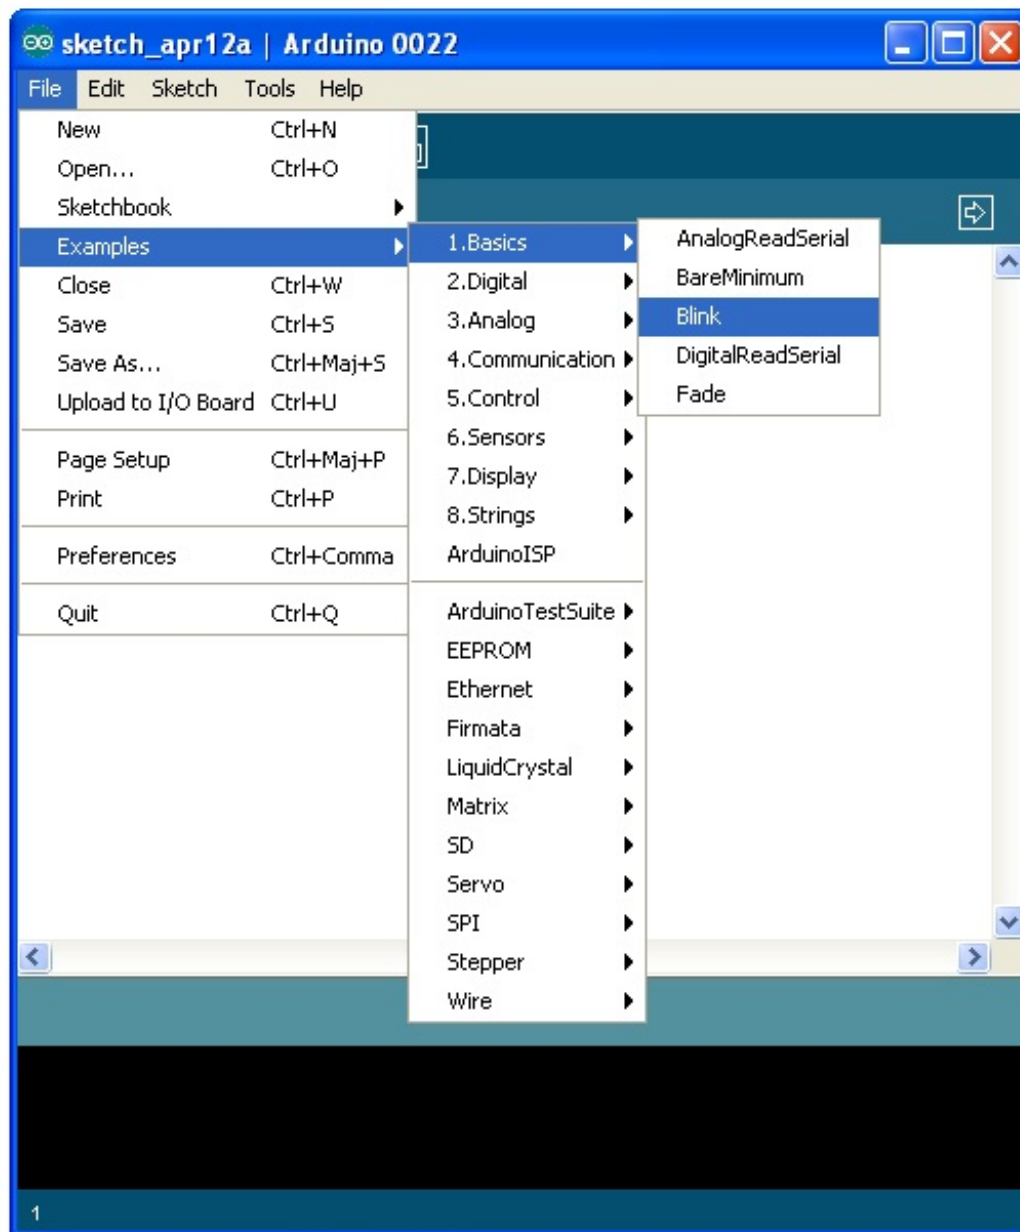 sketch_apr12a | Arduino 0022
File Edit Sketch Tools Help
New Ctrl+N
Open... Ctrl+O
Sketchbook
Examples
Close Ctrl+W
Save Ctrl+S
Save As... Ctrl+Maj+S
Upload to I/O Board Ctrl+U
Page Setup Ctrl+Maj+P
Print Ctrl+P
Preferences Ctrl+Comma
Quit Ctrl+Q
1.Basics
2.Digital
3.Analog
4.Communication
5.Control
6.Sensors
7.Display
8.Strings
ArduinoISP
ArduinoTestSuite
EEPROM
Ethernet
Firmata
LiquidCrystal
Matrix
SD
Servo
SPI
Stepper
Wire
AnalogReadSerial
BareMinimum
Blink
DigitalReadSerial
Fade
1